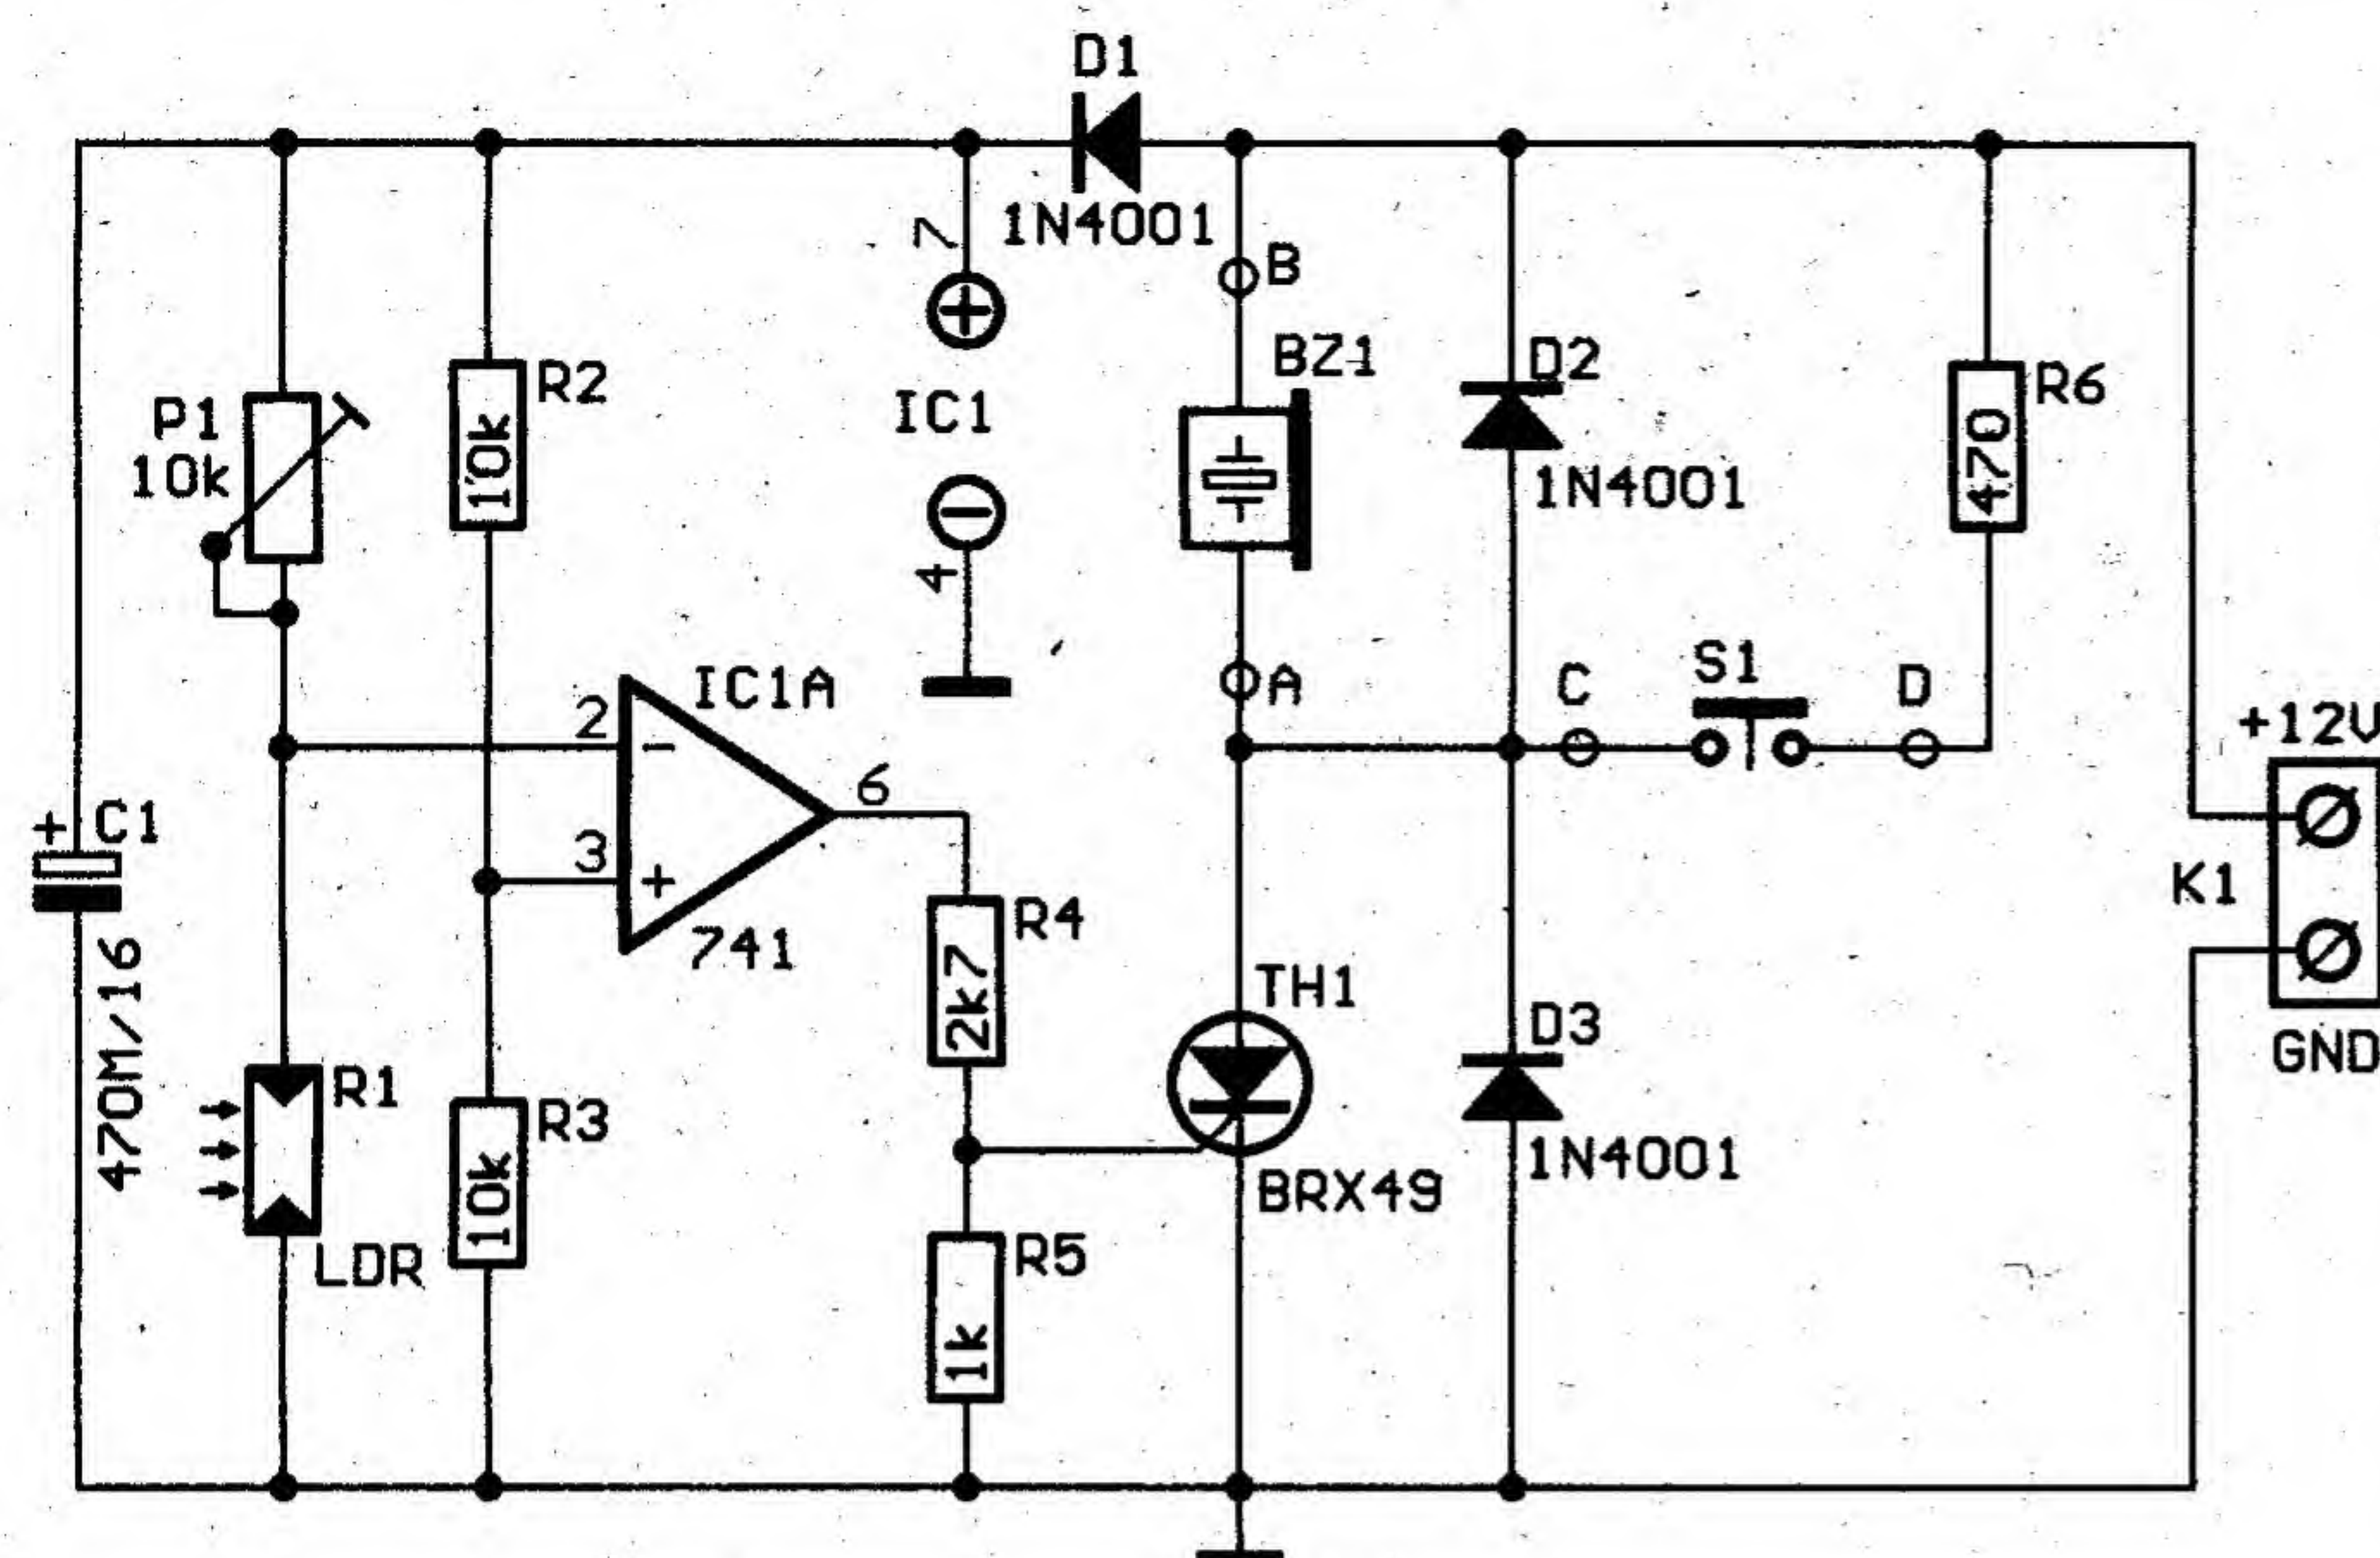 D1
1N4001
7
B
BZ1
D2
1N4001
R6
470
P1
10k
R2
10k
IC1
4
A
C
S1
D
+12V
IC1A
2
-
3
+
6
741
+ C1
470M/16
R4
2k7
K1
GND
TH1
BRX49
D3
1N4001
R1
LDR
R3
10k
R5
1k